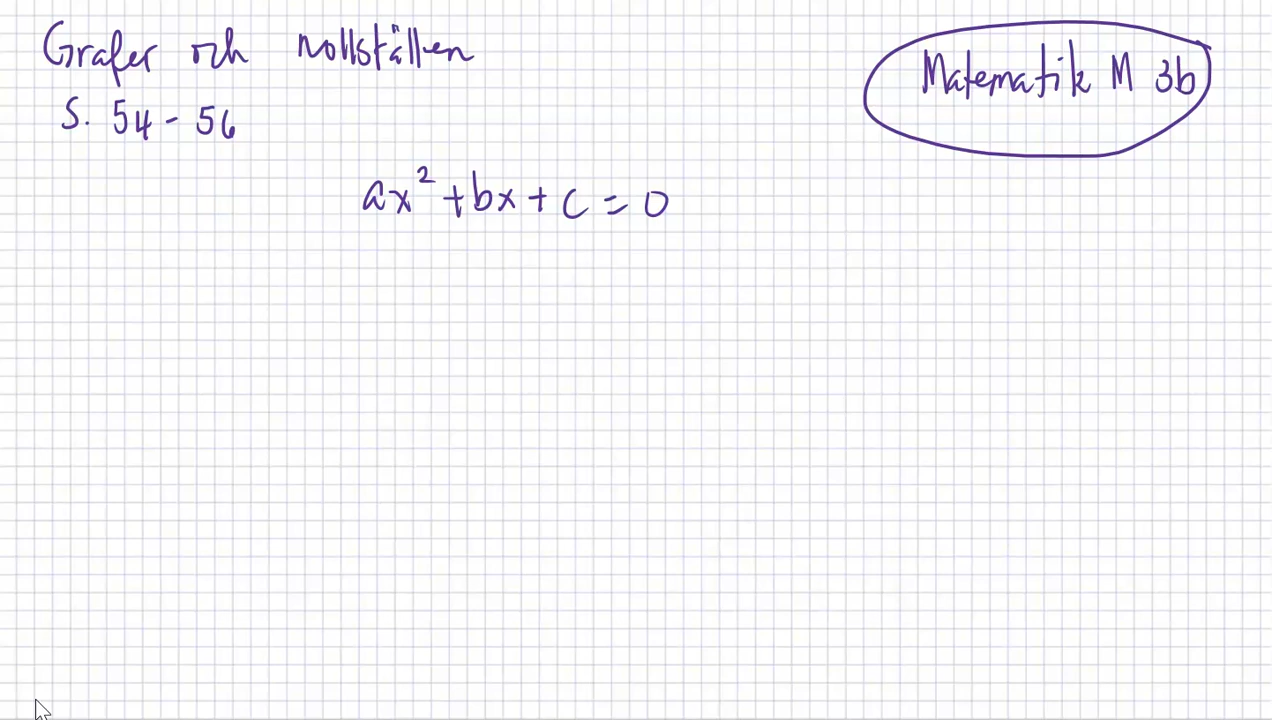 Grafer och nollställen
Matematik M 3b
S. 54 - 56
ax² + bx + c = 0